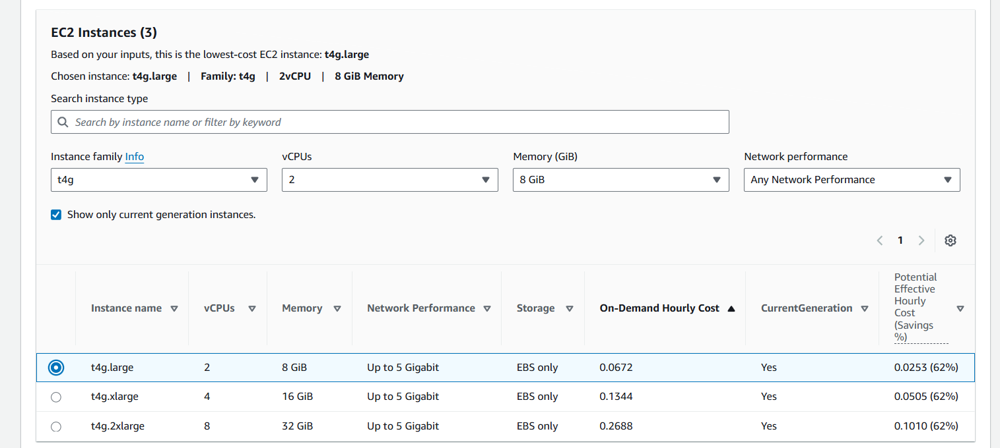 EC2 Instances (3)
Based on your inputs, this is the lowest-cost EC2 instance: t4g.large
Chosen instance: t4g.large | Family: t4g | 2vCPU | 8 GiB Memory
Search instance type
Search by instance name or filter by keyword
Instance family Info vCPUs Memory (GiB) Network performance
t4g 2 8 GiB Any Network Performance
Show only current generation instances.
1
Instance name vCPUs Memory Network Performance Storage On-Demand Hourly Cost CurrentGeneration
Potential
Effective
Hourly
Cost
(Savings
%)
t4g.large 2 8 GiB Up to 5 Gigabit EBS only 0.0672 Yes 0.0253 (62%)
t4g.xlarge 4 16 GiB Up to 5 Gigabit EBS only 0.1344 Yes 0.0505 (62%)
t4g.2xlarge 8 32 GiB Up to 5 Gigabit EBS only 0.2688 Yes 0.1010 (62%)